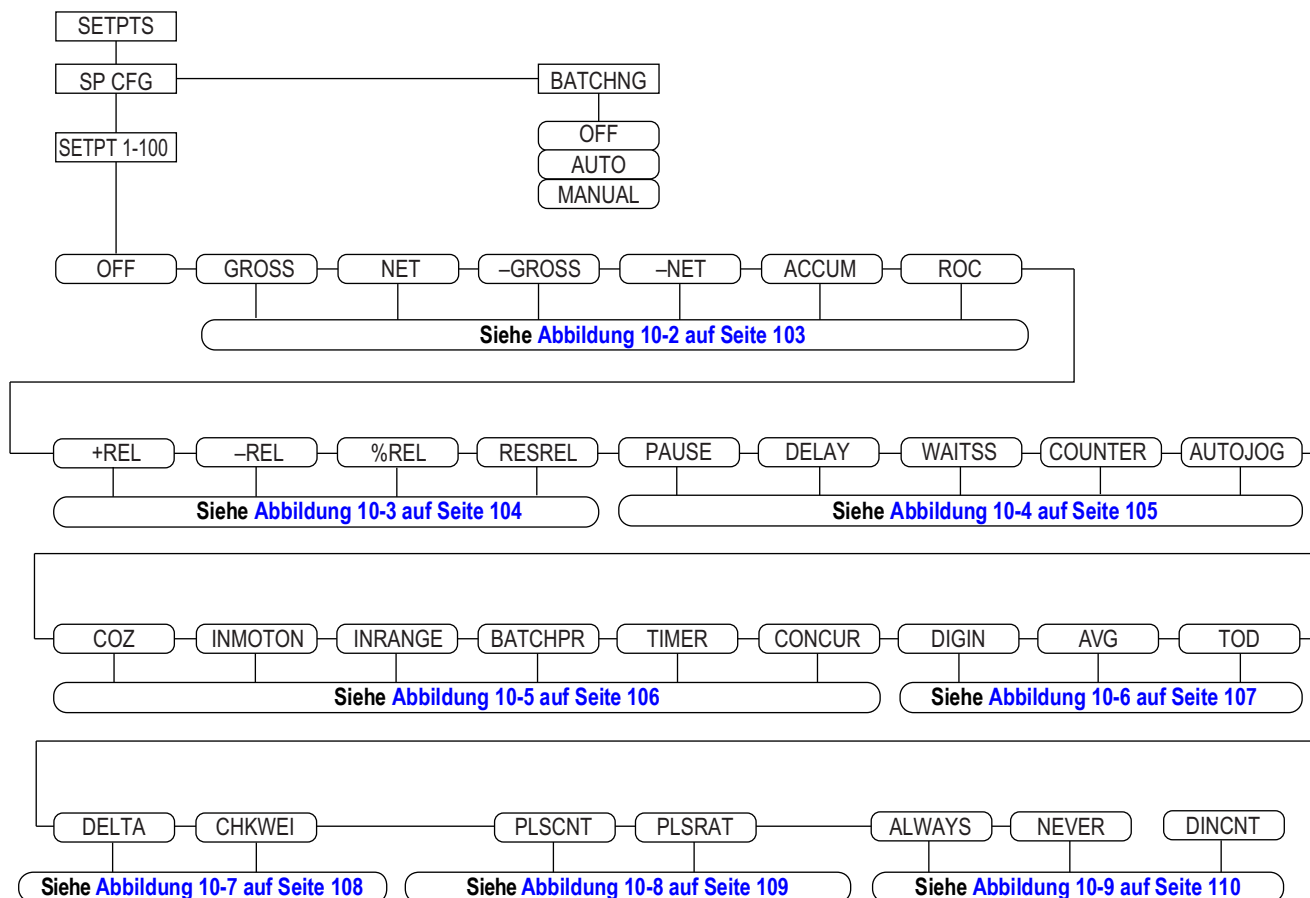 SETPTS
SP CFG
BATCHNG
OFF
SETPT 1-100
AUTO
MANUAL
OFF
GROSS
NET
–GROSS
–NET
ACCUM
ROC
Siehe Abbildung 10-2 auf Seite 103
+REL
–REL
%REL
RESREL
PAUSE
DELAY
WAITSS
COUNTER
AUTOJOG
Siehe Abbildung 10-3 auf Seite 104
Siehe Abbildung 10-4 auf Seite 105
COZ
INMOTON
INRANGE
BATCHPR
TIMER
CONCUR
DIGIN
AVG
TOD
Siehe Abbildung 10-5 auf Seite 106
Siehe Abbildung 10-6 auf Seite 107
DELTA
CHKWEI
PLSCNT
PLSRAT
ALWAYS
NEVER
DINCNT
Siehe Abbildung 10-7 auf Seite 108
Siehe Abbildung 10-8 auf Seite 109
Siehe Abbildung 10-9 auf Seite 110